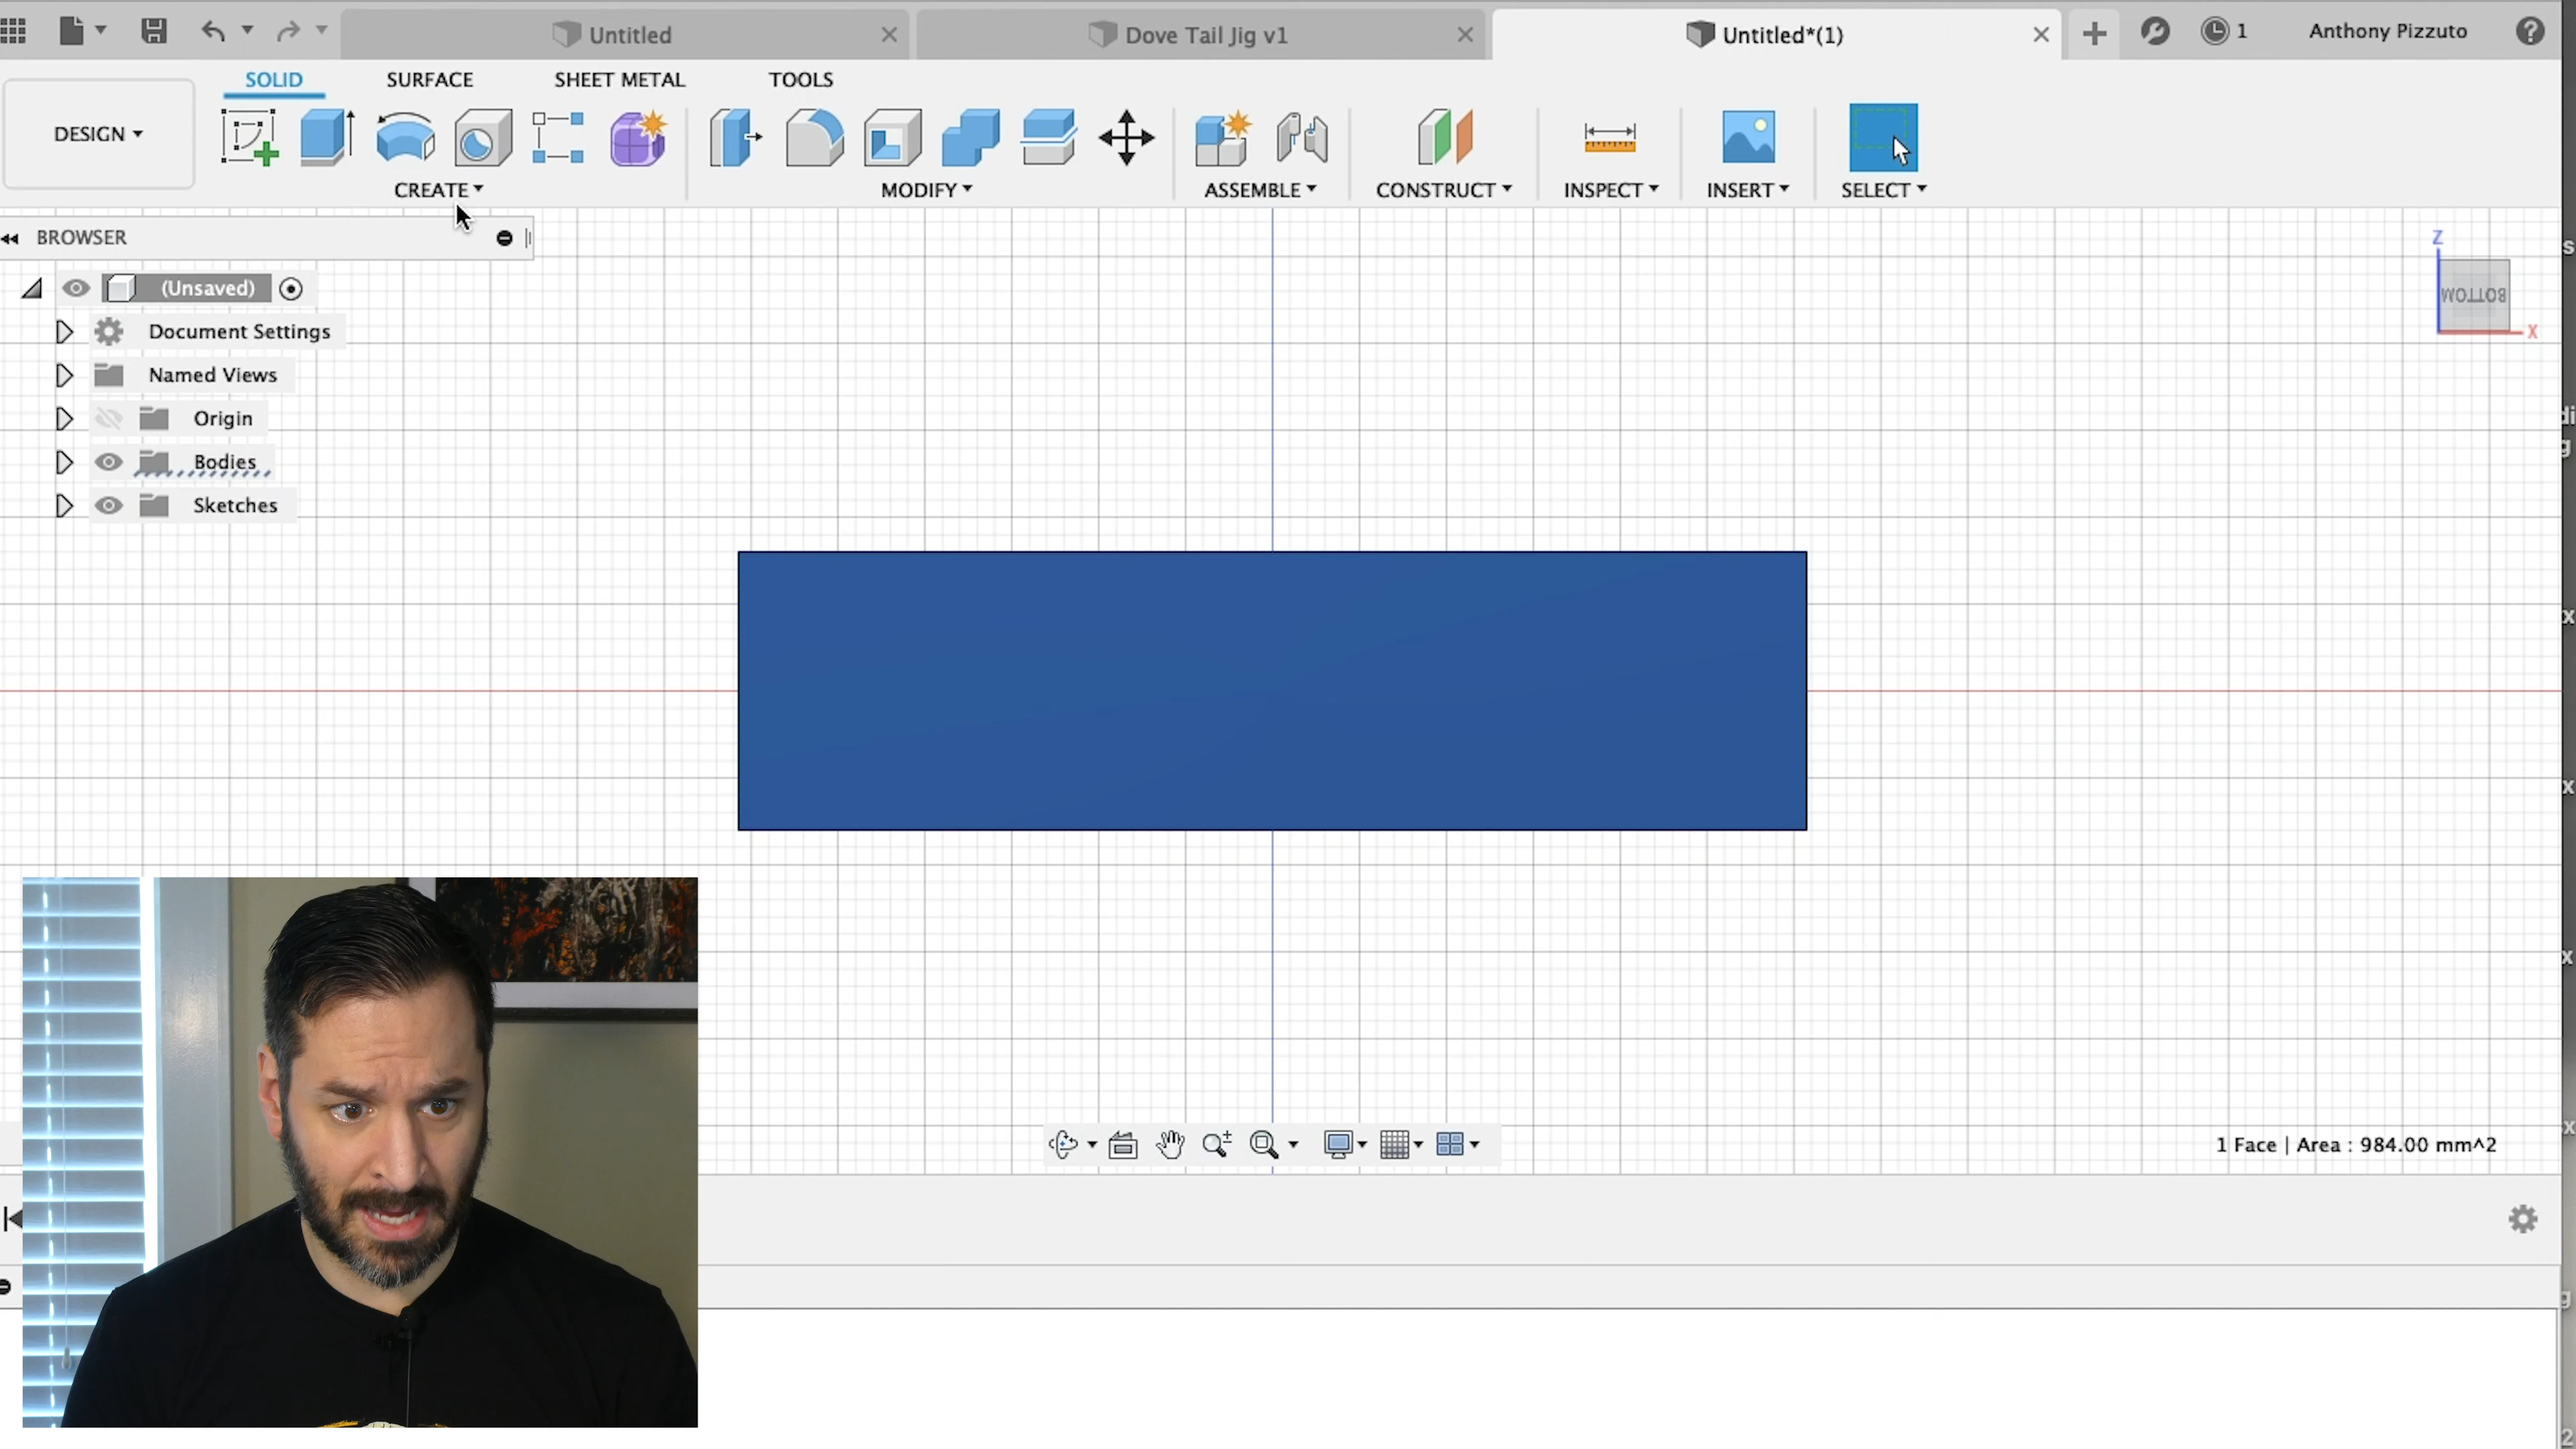 Untitled
Dove Tail Jig v1
Untitled*(1)
1
Anthony Pizzuto
DESIGN
SOLID
SURFACE
SHEET METAL
TOOLS
CREATE
MODIFY
ASSEMBLE
CONSTRUCT
INSPECT
INSERT
SELECT
BROWSER
(Unsaved)
Document Settings
Named Views
Origin
Bodies
Sketches
Z
BOTTOM
X
1 Face | Area : 984.00 mm^2